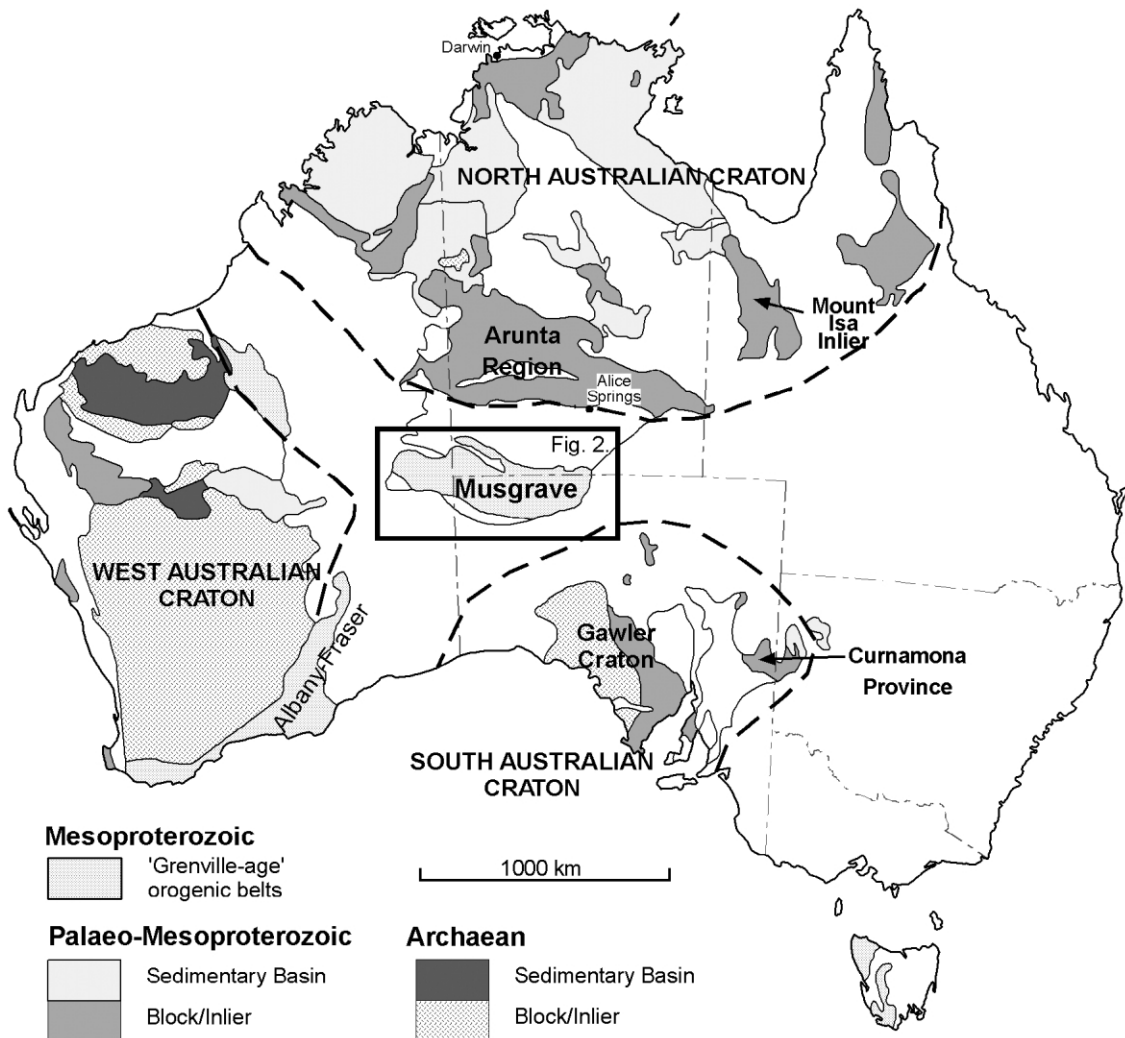 Darwin
NORTH AUSTRALIAN CRATON
Mount
Isa
Inlier
Arunta
Region
Alice
Springs
Fig. 2.
Musgrave
WEST AUSTRALIAN
CRATON
Albany Fraser
Gawler
Craton
Curnamona
Province
SOUTH AUSTRALIAN
CRATON
1000 km
Mesoproterozoic
'Grenville-age'
orogenic belts
Palaeo-Mesoproterozoic
Sedimentary Basin
Block/Inlier
Archaean
Sedimentary Basin
Block/Inlier